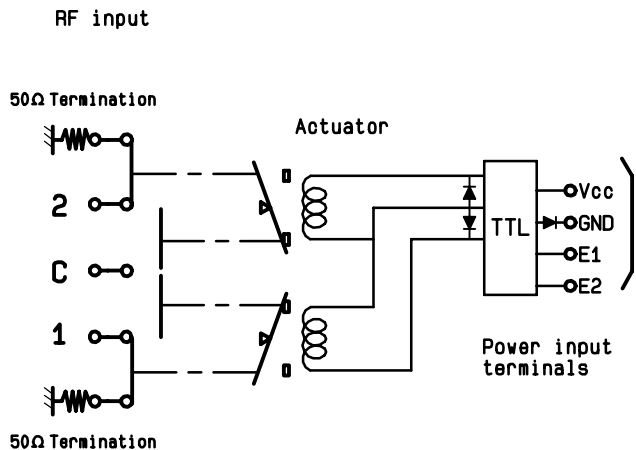 RF input
50Ω Termination
Actuator
2
C
1
TTL
Vcc
GND
E1
E2
Power input
terminals
50Ω Termination